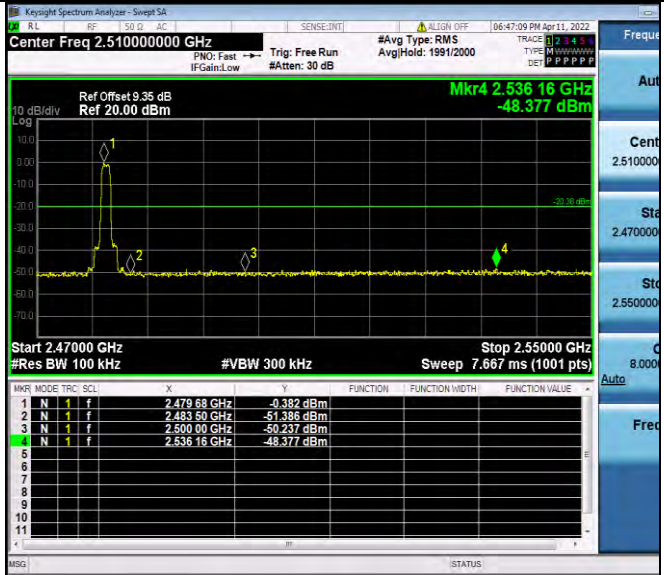 Keysight Spectrum Analyzer - Swept SA
RL RF 50 Ω AC SENSE:INT ALIGN OFF 06:47:09 PM Apr 11, 2022
Center Freq 2.510000000 GHz #Avg Type: RMS TRACE 1 2 3 4 5 6
PNO: Fast Trig: Free Run Avg|Hold: 1991/2000 TYPE M
IFGain:Low #Atten: 30 dB DET P P P P P P
Mkr4 2.536 16 GHz
-48.377 dBm
Ref Offset 9.35 dB
10 dB/div Ref 20.00 dBm
Log
10.0
0.00
-10.0
-20.0
-30.0
-40.0
-50.0
-60.0
-70.0
1
2
3
4
-20.38 dBm
Start 2.47000 GHz Stop 2.55000 GHz
#Res BW 100 kHz #VBW 300 kHz Sweep 7.667 ms (1001 pts)
MKR MODE TRC SCL X Y FUNCTION FUNCTION WIDTH FUNCTION VALUE
1 N 1 f 2.479 68 GHz -0.382 dBm
2 N 1 f 2.483 50 GHz -51.386 dBm
3 N 1 f 2.500 00 GHz -50.237 dBm
4 N 1 f 2.536 16 GHz -48.377 dBm
5
6
7
8
9
10
11
MSG STATUS
Freque
Aut
Cent
2.5100000
Sta
2.4700000
Sto
2.5500000
8.0000
Auto
Freq